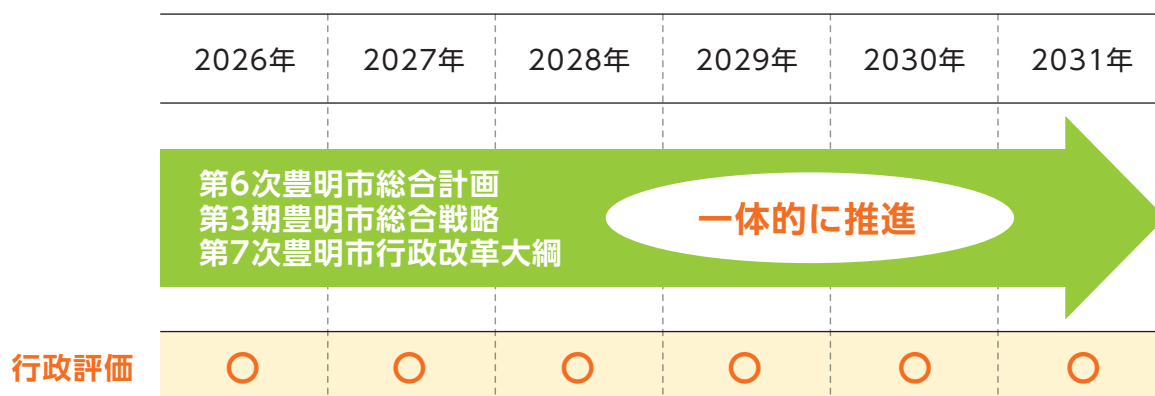 2026年 2027年 2028年 2029年 2030年 2031年
第6次豊明市総合計画
第3期豊明市総合戦略
第7次豊明市行政改革大綱
一体的に推進
行政評価 ○ ○ ○ ○ ○ ○